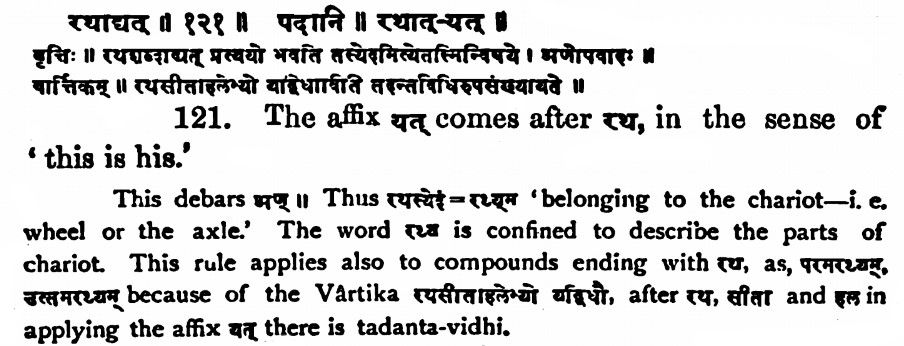 रथाद्यत् ॥ १२१ ॥ पदानि ॥ रथात्-यत् ॥
वृत्तिः ॥ रथशब्दाद्यत् प्रत्ययो भवति तस्येदमित्येतस्मिन्विषये । अणोपवादः ॥
वार्त्तिकम् ॥ रथसीताहलेभ्यो यद्विधाविति तदन्तविधिरुपसंख्यायते ॥
121. The affix यत् comes after रथ, in the sense of
‘this is his.’
This debars अण् ॥ Thus रथस्येदं = रथ्यम् ‘belonging to the chariot—i. e.
wheel or the axle.’ The word रथ्य is confined to describe the parts of
chariot. This rule applies also to compounds ending with रथ, as, परमरथ्यम्,
उत्तमरथ्यम् because of the Vârtika रथसीताहलेभ्यो यद्विधौ, after रथ, सीता and हल in
applying the affix यत् there is tadanta-vidhi.